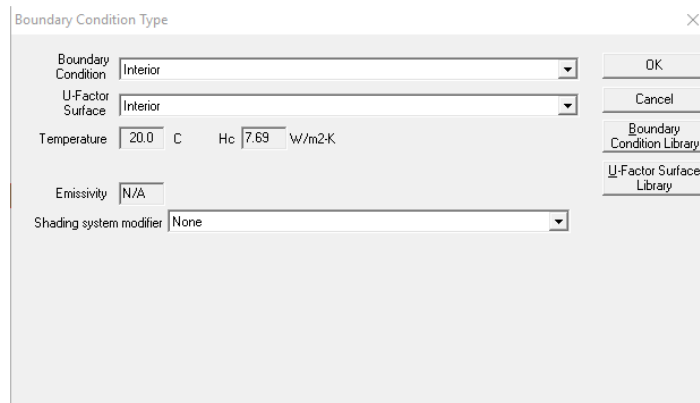 Boundary Condition Type
Boundary
Condition
Interior
OK
U-Factor
Surface
Interior
Cancel
Temperature 20.0 C Hc 7.69 W/m2-K
Boundary
Condition Library
U-Factor Surface
Library
Emissivity N/A
Shading system modifier None